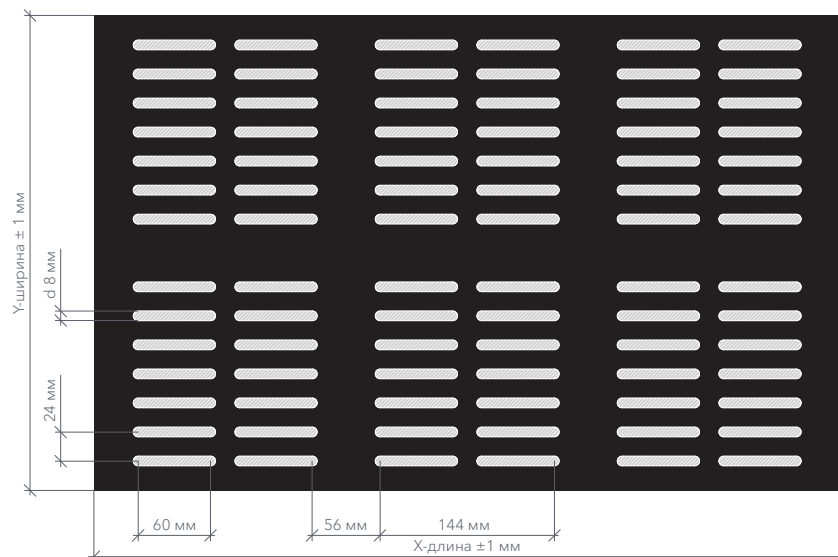 Y-ширина ± 1 мм
d 8 мм
24 мм
60 мм
56 мм
144 мм
X-длина ±1 мм